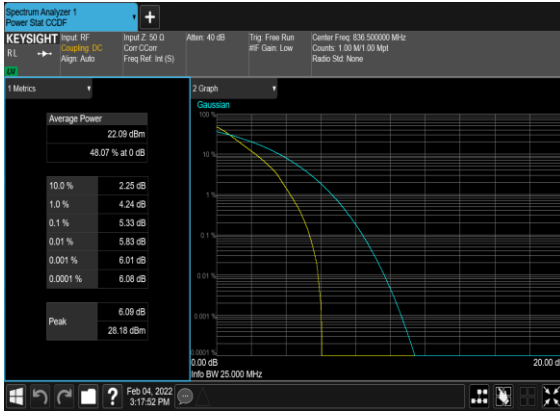 Spectrum Analyzer 1
Power Stat CCDF
KEYSIGHT
RL
Input: RF
Coupling: DC
Align: Auto
Input Z: 50 Ω
Corr CCorr
Freq Ref: Int (S)
Atten: 40 dB
Trig: Free Run
#IF Gain: Low
Center Freq: 836.500000 MHz
Counts: 1.00 M/1.00 Mpt
Radio Std: None
1 Metrics
Average Power
22.09 dBm
48.07 % at 0 dB
10.0 % 2.25 dB
1.0 % 4.24 dB
0.1 % 5.33 dB
0.01 % 5.83 dB
0.001 % 6.01 dB
0.0001 % 6.08 dB
Peak 6.09 dB
28.18 dBm
2 Graph
Gaussian
100 %
10 %
1 %
0.1 %
0.01 %
0.001 %
0.0001 %
0.00 dB 20.00 d
Info BW 25.000 MHz
Feb 04, 2022
3:17:52 PM